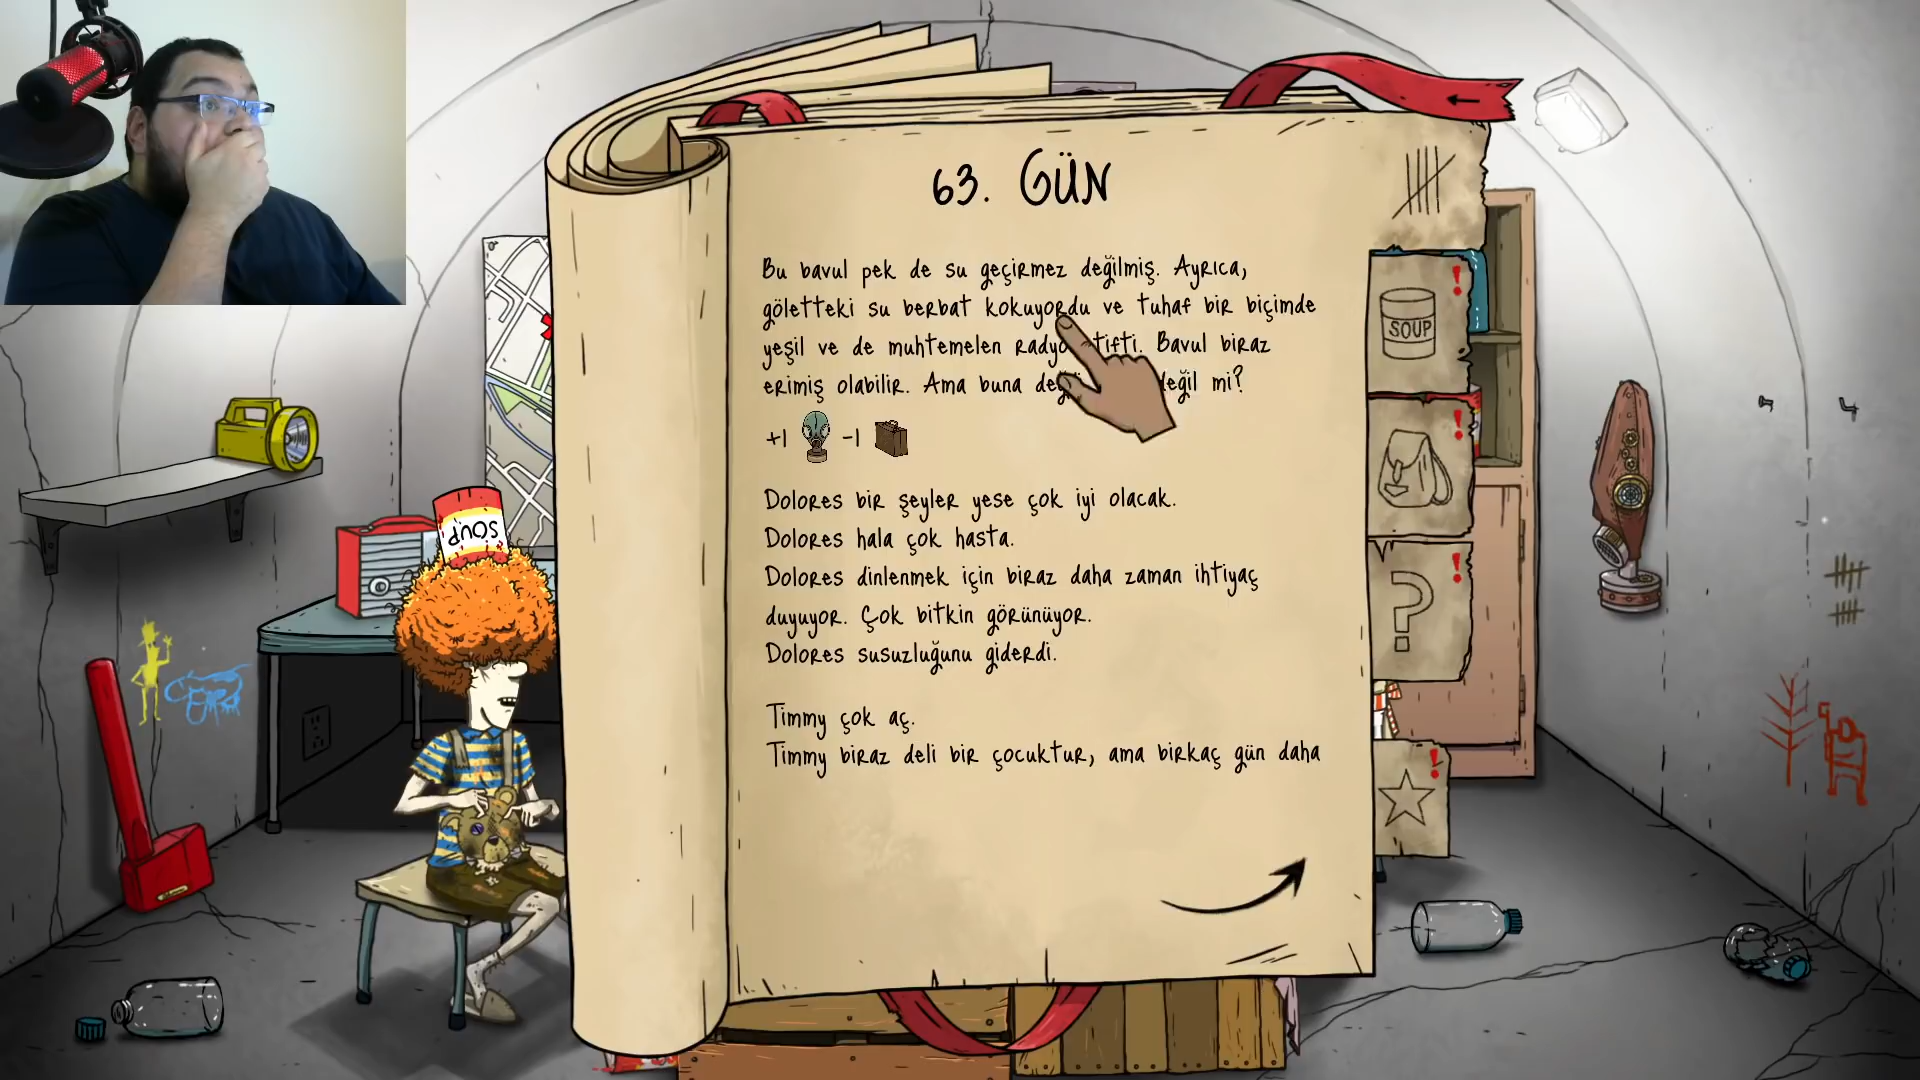 63. GÜN
Bu bavul pek de su geçirmez değilmiş. Ayrıca,
göletteki su berbat kokuyordu ve tuhaf bir biçimde
yeşil ve de muhtemelen Bavul biraz
erimiş olabilir. Ama buna değil mi?
+1 -1
Dolores bir şeyler yese çok iyi olacak.
Dolores hala çok hasta.
Dolores dinlenmek için biraz daha zaman ihtiyaç
duyuyor. Çok bitkin görünüyor.
Dolores susuzluğunu giderdi.
Timmy çok aç.
Timmy biraz deli bir çocuktur, ama birkaç gün daha
!
SOUP
!
!
?
!
SOUP